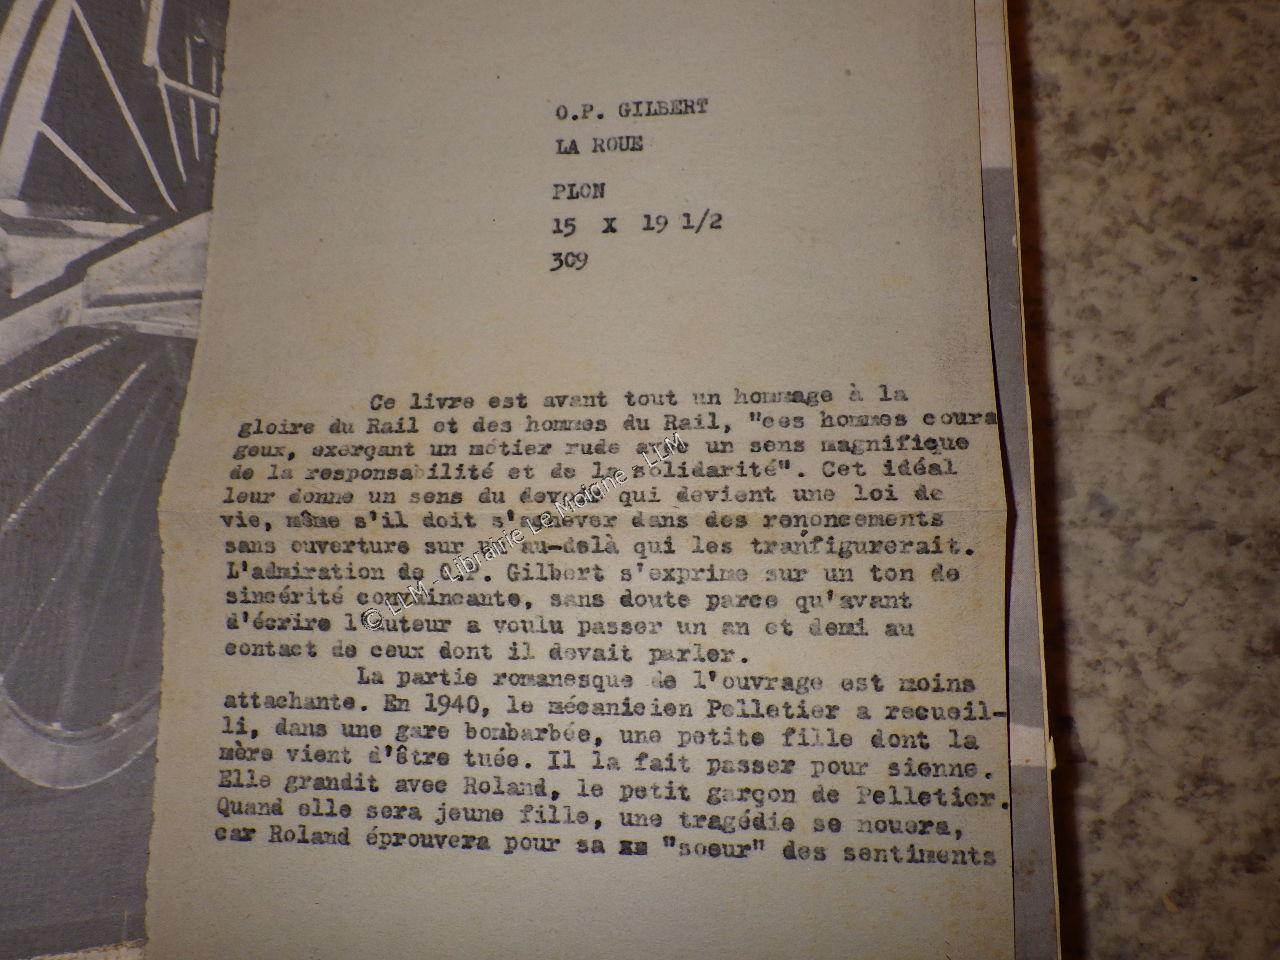 O.P. GILBERT
LA ROUE
PLON
15 X 19 1/2
309
Ce livre est avant tout un hommage à la
gloire du Rail et des hommes du Rail, "ces hommes coura
geux, exerçant un métier rude avec un sens magnifique
de la responsabilité et de la solidarité". Cet idéal
leur donne un sens du devoir qui devient une loi de
vie, même s'il doit s'achever dans des renoncements
sans ouverture sur un au-delà qui les tranfigurerait.
L'admiration de O.P. Gilbert s'exprime sur un ton de
sincérité convaincante, sans doute parce qu'avant
d'écrire l'auteur a voulu passer un an et demi au
contact de ceux dont il devait parler.
La partie romanesque de l'ouvrage est moins
attachante. En 1940, le mécanicien Pelletier a recueil-
li, dans une gare bombarbée, une petite fille dont la
mère vient d'être tuée. Il la fait passer pour sienne.
Elle grandit avec Roland, le petit garçon de Pelletier.
Quand elle sera jeune fille, une tragédie se nouera,
car Roland éprouvera pour sa "soeur" des sentiments
© LLM - Librairie Le Moigne - LLM